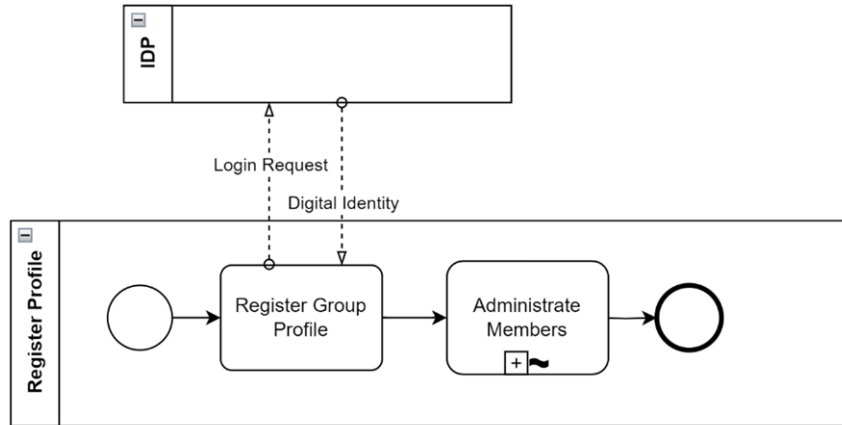 IDP
Login Request
Digital Identity
Register Profile
Register Group
Profile
Administrate
Members